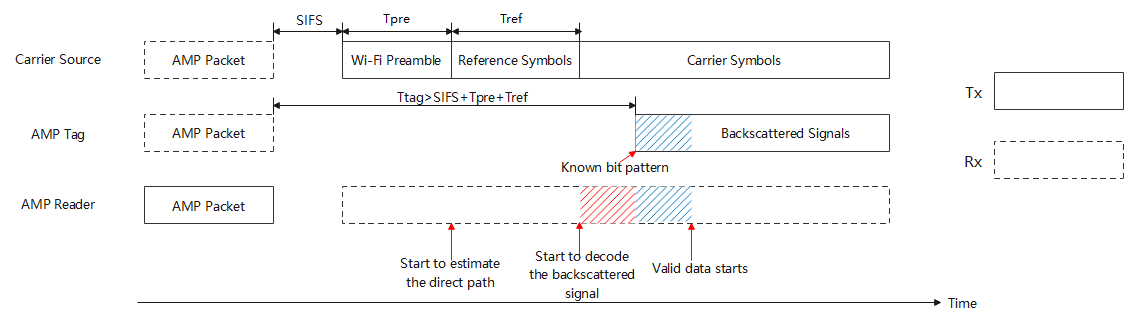 SIFS Tpre Tref
Carrier Source AMP Packet Wi-Fi Preamble Reference Symbols Carrier Symbols
Tx
Ttag>SIFS+Tpre+Tref
AMP Tag AMP Packet Backscattered Signals
Rx
Known bit pattern
AMP Reader AMP Packet
Start to estimate
the direct path
Start to decode
the backscattered
signal
Valid data starts
Time